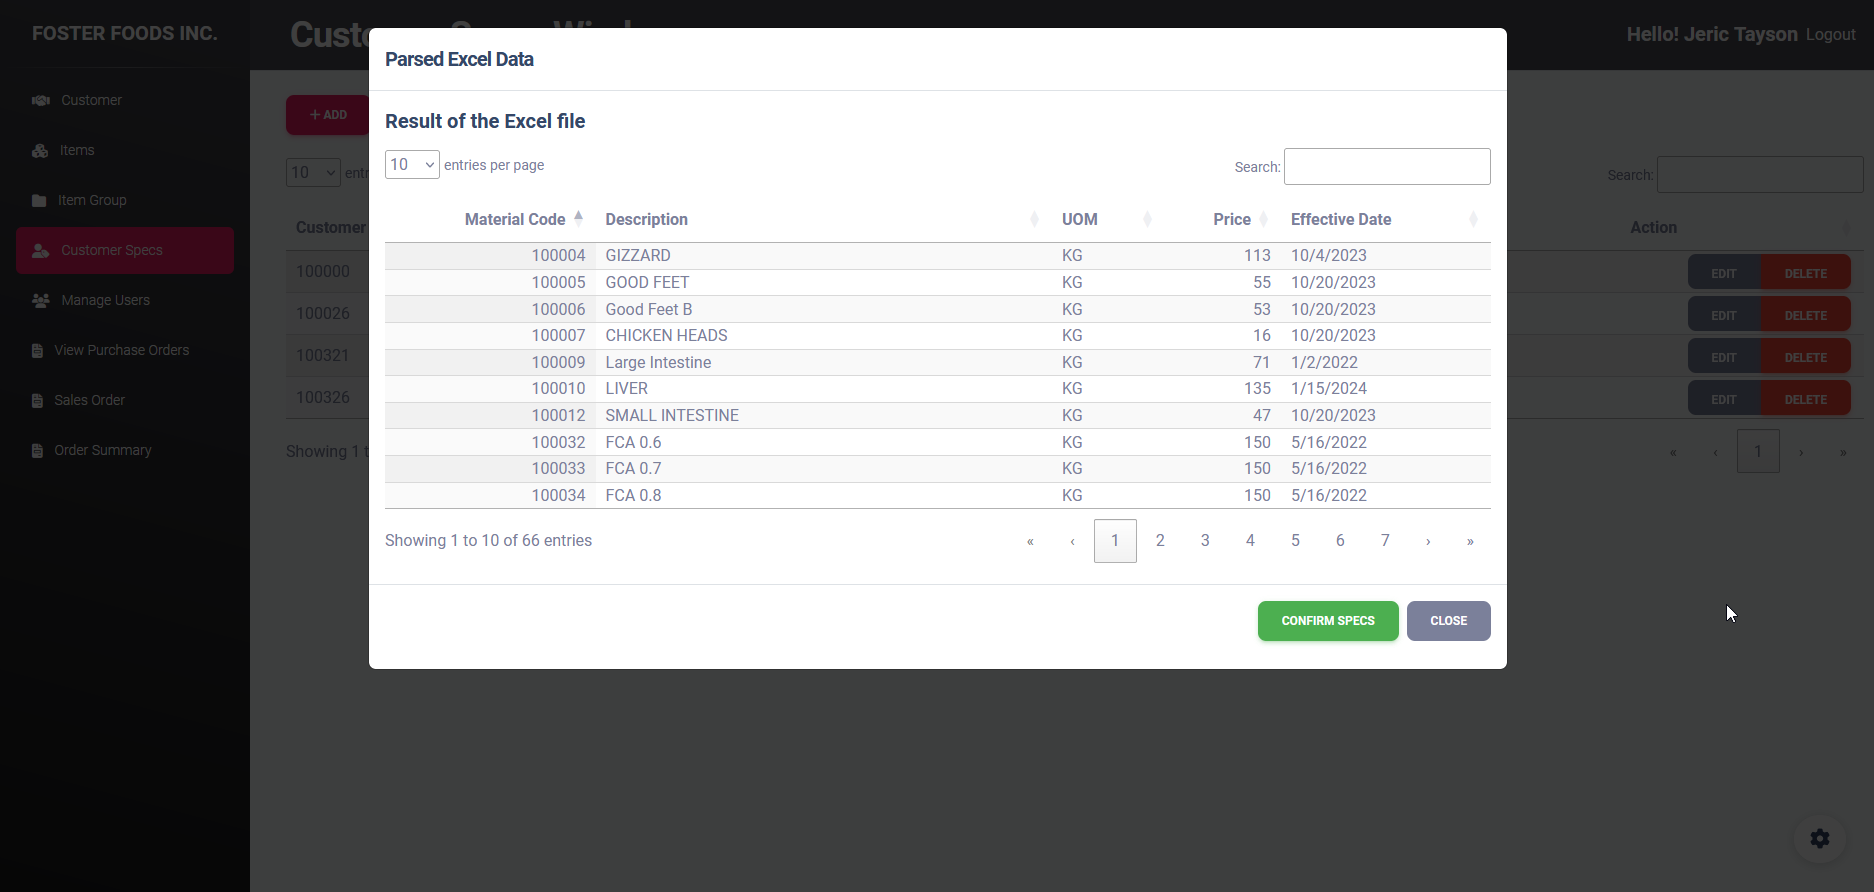 FOSTER FOODS INC.
Hello! Jeric Tayson Logout
Customer
Items
Item Group
Customer Specs
Manage Users
View Purchase Orders
Sales Order
Order Summary
+ ADD
10
Search:
Customer
Action
100000 EDIT DELETE
100026 EDIT DELETE
100321 EDIT DELETE
100326 EDIT DELETE
Showing 1
« ‹ 1 › »
Parsed Excel Data
Result of the Excel file
10 entries per page
Search:
Material Code Description UOM Price Effective Date
100004 GIZZARD KG 113 10/4/2023
100005 GOOD FEET KG 55 10/20/2023
100006 Good Feet B KG 53 10/20/2023
100007 CHICKEN HEADS KG 16 10/20/2023
100009 Large Intestine KG 71 1/2/2022
100010 LIVER KG 135 1/15/2024
100012 SMALL INTESTINE KG 47 10/20/2023
100032 FCA 0.6 KG 150 5/16/2022
100033 FCA 0.7 KG 150 5/16/2022
100034 FCA 0.8 KG 150 5/16/2022
Showing 1 to 10 of 66 entries
« ‹ 1 2 3 4 5 6 7 › »
CONFIRM SPECS
CLOSE